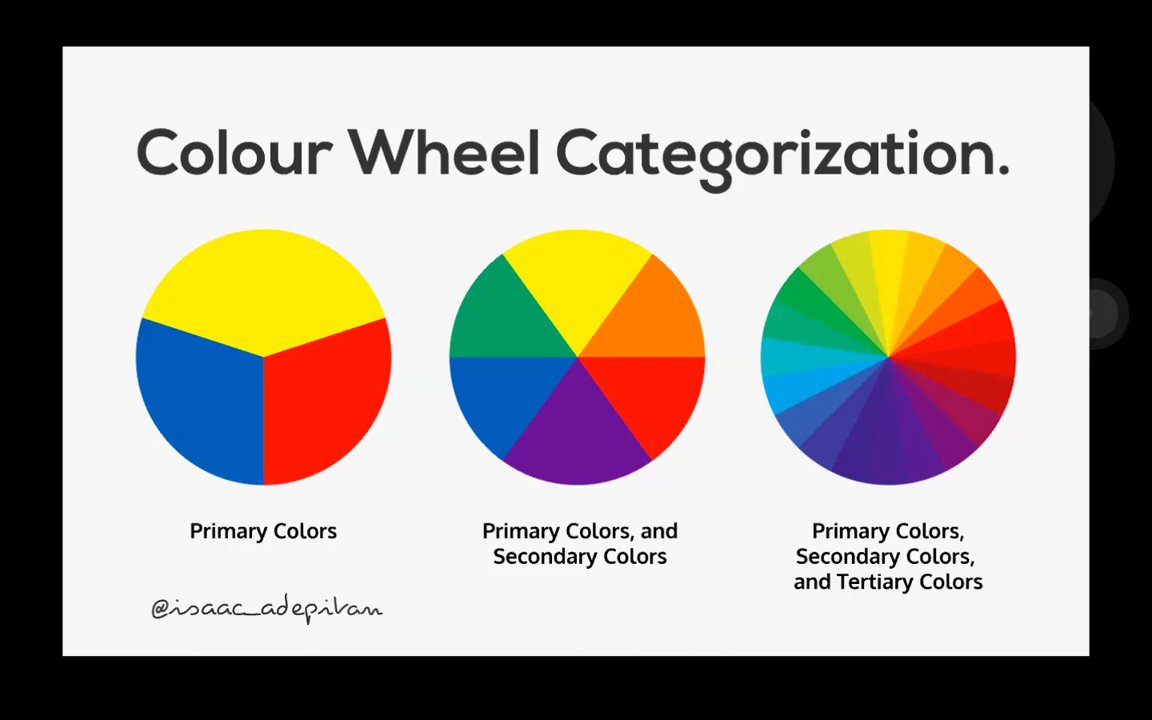 Colour Wheel Categorization.
Primary Colors
Primary Colors, and
Secondary Colors
Primary Colors,
Secondary Colors,
and Tertiary Colors
@isaac_adepitan